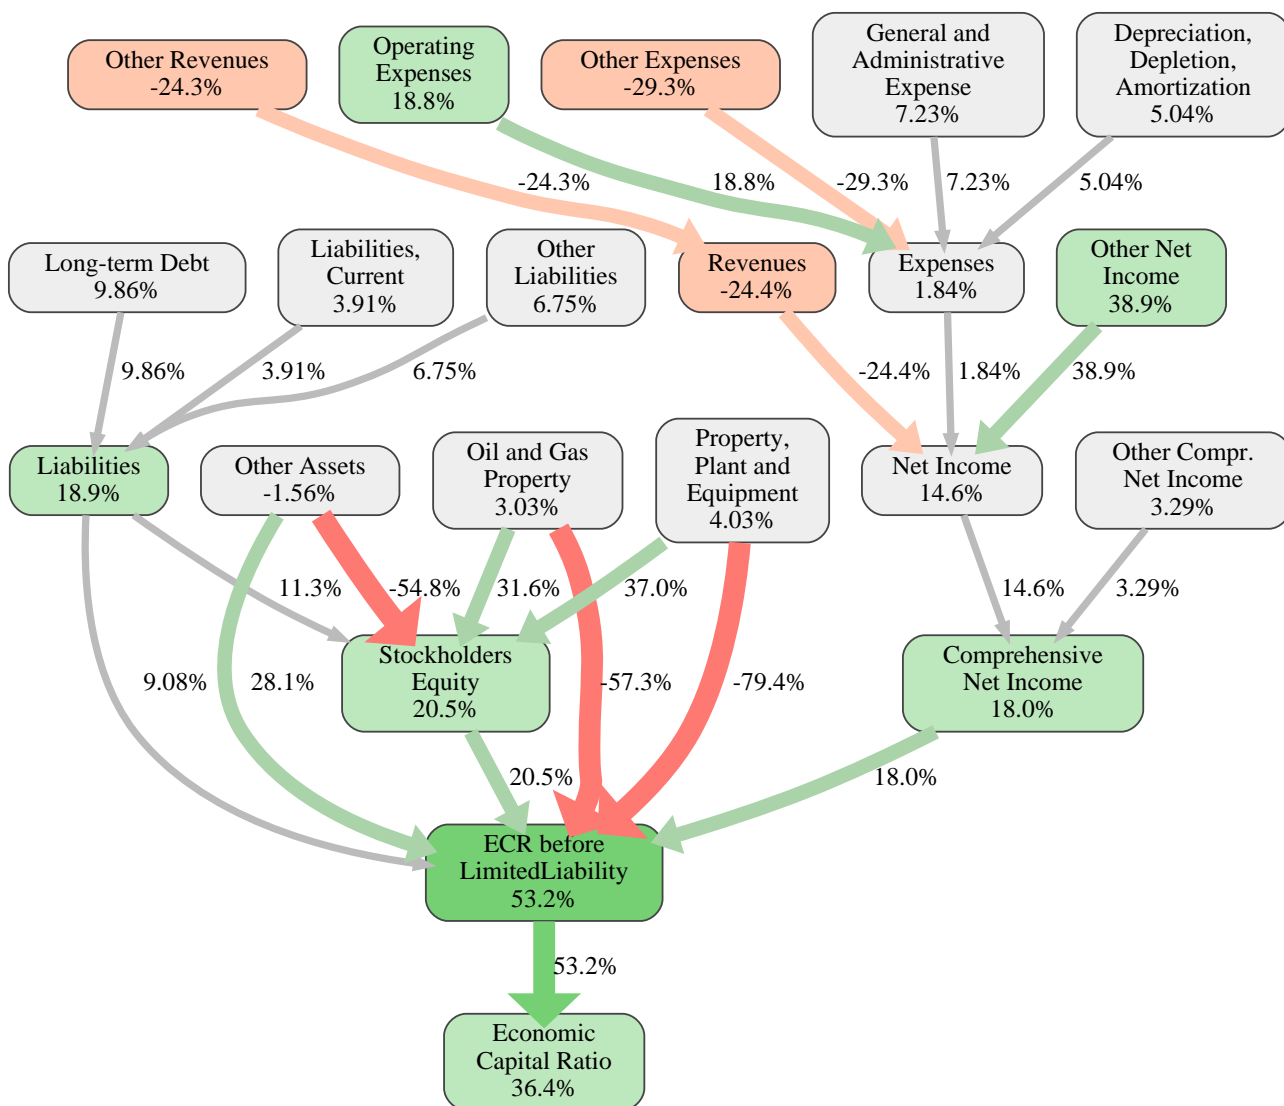 Other Revenues
-24.3%
Operating
Expenses
18.8%
Other Expenses
-29.3%
General and
Administrative
Expense
7.23%
Depreciation,
Depletion,
Amortization
5.04%
-24.3%
18.8%
-29.3%
7.23%
5.04%
Long-term Debt
9.86%
Liabilities,
Current
3.91%
Other
Liabilities
6.75%
Revenues
-24.4%
Expenses
1.84%
Other Net
Income
38.9%
9.86%
3.91%
6.75%
-24.4%
1.84%
38.9%
Liabilities
18.9%
Other Assets
-1.56%
Oil and Gas
Property
3.03%
Property,
Plant and
Equipment
4.03%
Net Income
14.6%
Other Compr.
Net Income
3.29%
11.3%
-54.8%
31.6%
37.0%
14.6%
3.29%
Stockholders
Equity
20.5%
Comprehensive
Net Income
18.0%
9.08%
28.1%
-57.3%
-79.4%
20.5%
18.0%
ECR before
LimitedLiability
53.2%
53.2%
Economic
Capital Ratio
36.4%